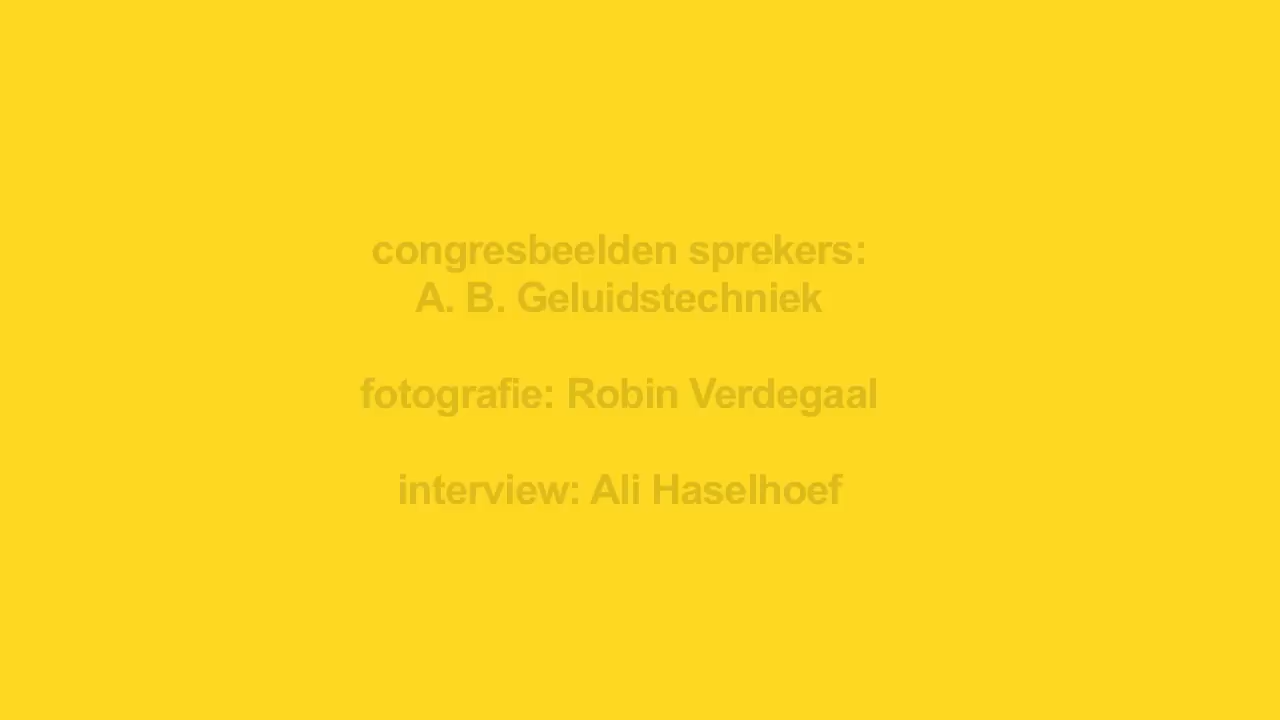 congresbeelden sprekers:
A. B. Geluidstechniek
fotografie: Robin Verdegaal
interview: Ali Haselhoef